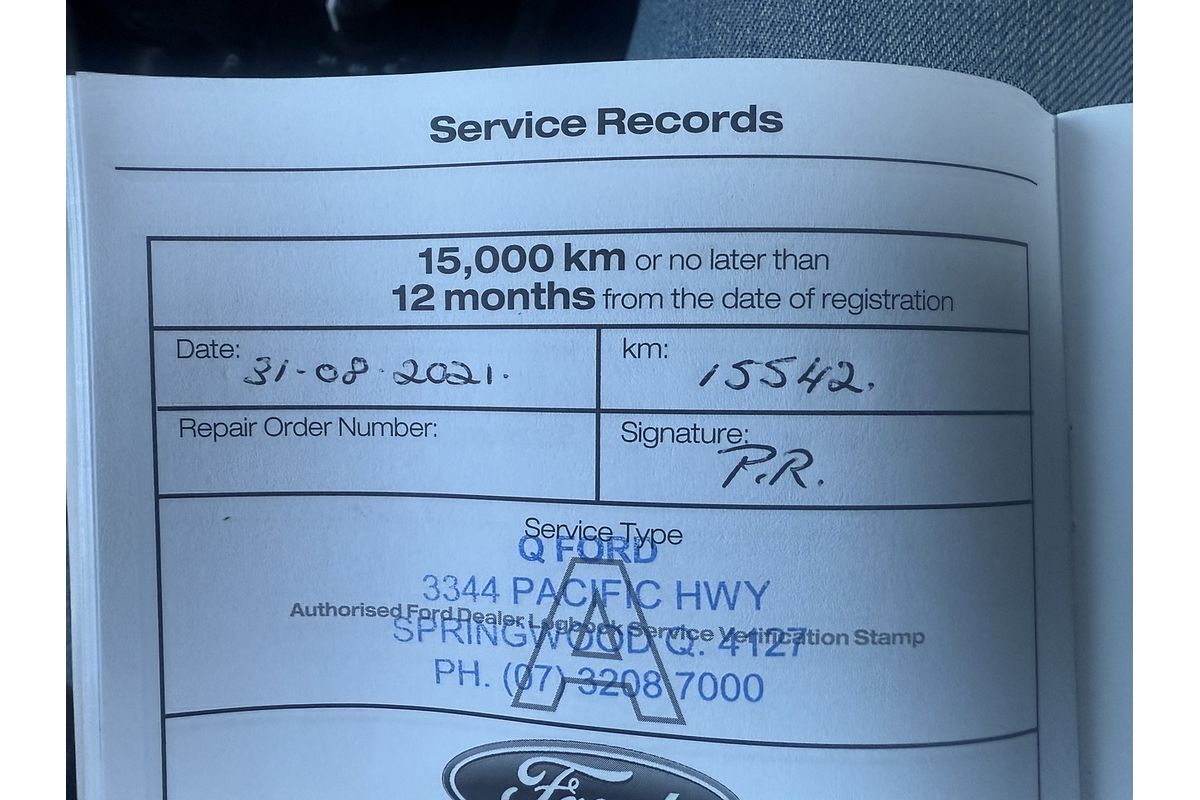 Service Records
15,000 km or no later than
12 months from the date of registration
Date: 31-08-2021.
km: 15542.
Repair Order Number:
Signature: P.R.
Service Type
A
Q FORD
3344 PACIFIC HWY
Authorised Ford Dealer Logbook Service Verification Stamp
SPRINGWOOD Q. 4127
PH. (07) 3208 7000
Ford